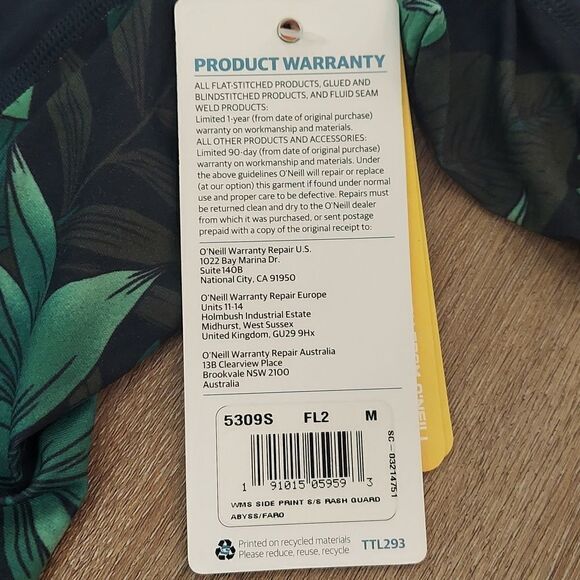 PRODUCT WARRANTY
ALL FLAT-STITCHED PRODUCTS, GLUED AND
BLINDSTITCHED PRODUCTS, AND FLUID SEAM
WELD PRODUCTS:
Limited 1-year (from date of original purchase)
warranty on workmanship and materials.
ALL OTHER PRODUCTS AND ACCESSORIES:
Limited 90-day (from date of original purchase)
warranty on workmanship and materials. Under
the above guidelines O'Neill will repair or replace
(at our option) this garment if found under normal
use and proper care to be defective. Repairs must
be returned clean and dry to the O'Neill dealer
from which it was purchased, or sent postage
prepaid with a copy of the original receipt to:
O'Neill Warranty Repair U.S.
1022 Bay Marina Dr.
Suite 140B
National City, CA 91950
O'Neill Warranty Repair Europe
Units 11-14
Holmbush Industrial Estate
Midhurst, West Sussex
United Kingdom, GU29 9Hx
O'Neill Warranty Repair Australia
13B Clearview Place
Brookvale NSW 2100
Australia
5309S FL2 M
1 91015 05959 3
SC-03214751
WMS SIDE PRINT S/S RASH GUARD
ABYSS/FARO
Printed on recycled materials
Please reduce, reuse, recycle
TTL293
O'NEILL